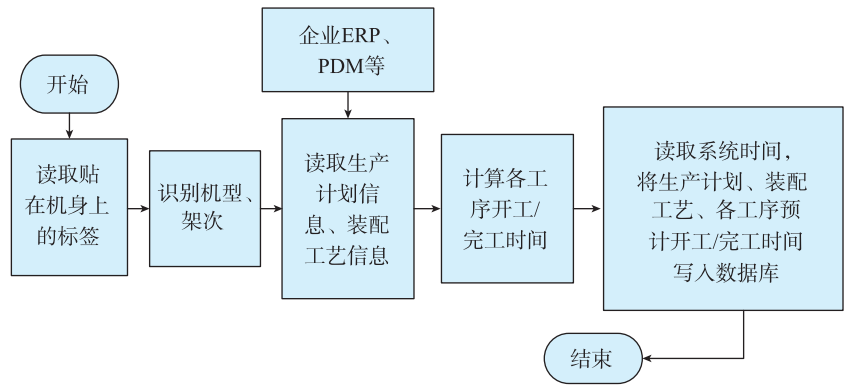 开始
读取贴
在机身上
的标签
识别机型、
架次
企业ERP、
PDM等
读取生产
计划信
息、装配
工艺信息
计算各工
序开工/
完工时间
读取系统时间，
将生产计划、装配
工艺、各工序预
计开工/完工时间
写入数据库
结束